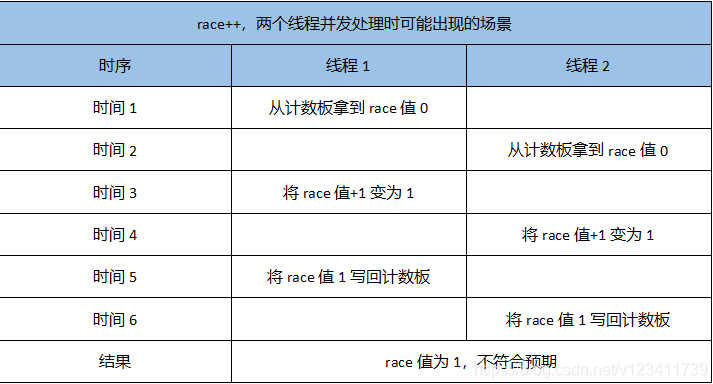 race++，两个线程并发处理时可能出现的场景
时序 线程 1 线程 2
时间 1 从计数板拿到 race 值 0
时间 2 从计数板拿到 race 值 0
时间 3 将 race 值+1 变为 1
时间 4 将 race 值+1 变为 1
时间 5 将 race 值 1 写回计数板
时间 6 将 race 值 1 写回计数板
结果 race 值为 1，不符合预期
https://blog.csdn.net/v123411739